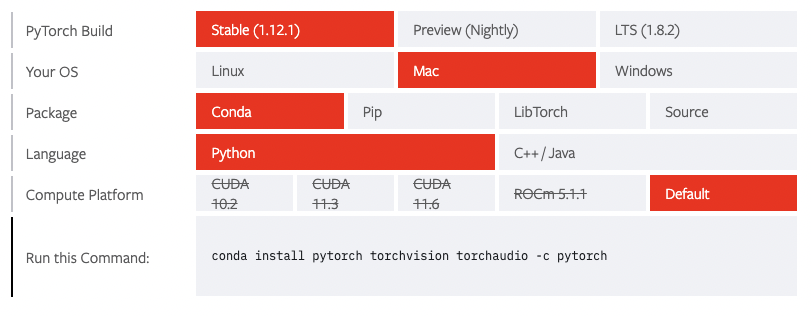 PyTorch Build Stable (1.12.1) Preview (Nightly) LTS (1.8.2)
Your OS Linux Mac Windows
Package Conda Pip LibTorch Source
Language Python C++ / Java
Compute Platform CUDA 10.2 CUDA 11.3 CUDA 11.6 ROCm 5.1.1 Default
Run this Command: conda install pytorch torchvision torchaudio -c pytorch